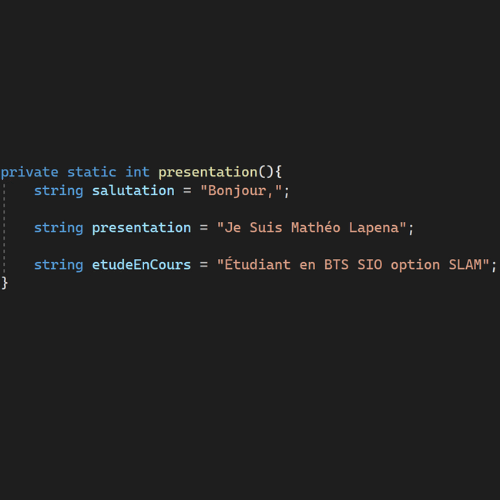 private static int presentation(){
string salutation = "Bonjour,";
string presentation = "Je Suis Mathéo Lapena";
string etudeEnCours = "Étudiant en BTS SIO option SLAM";
}